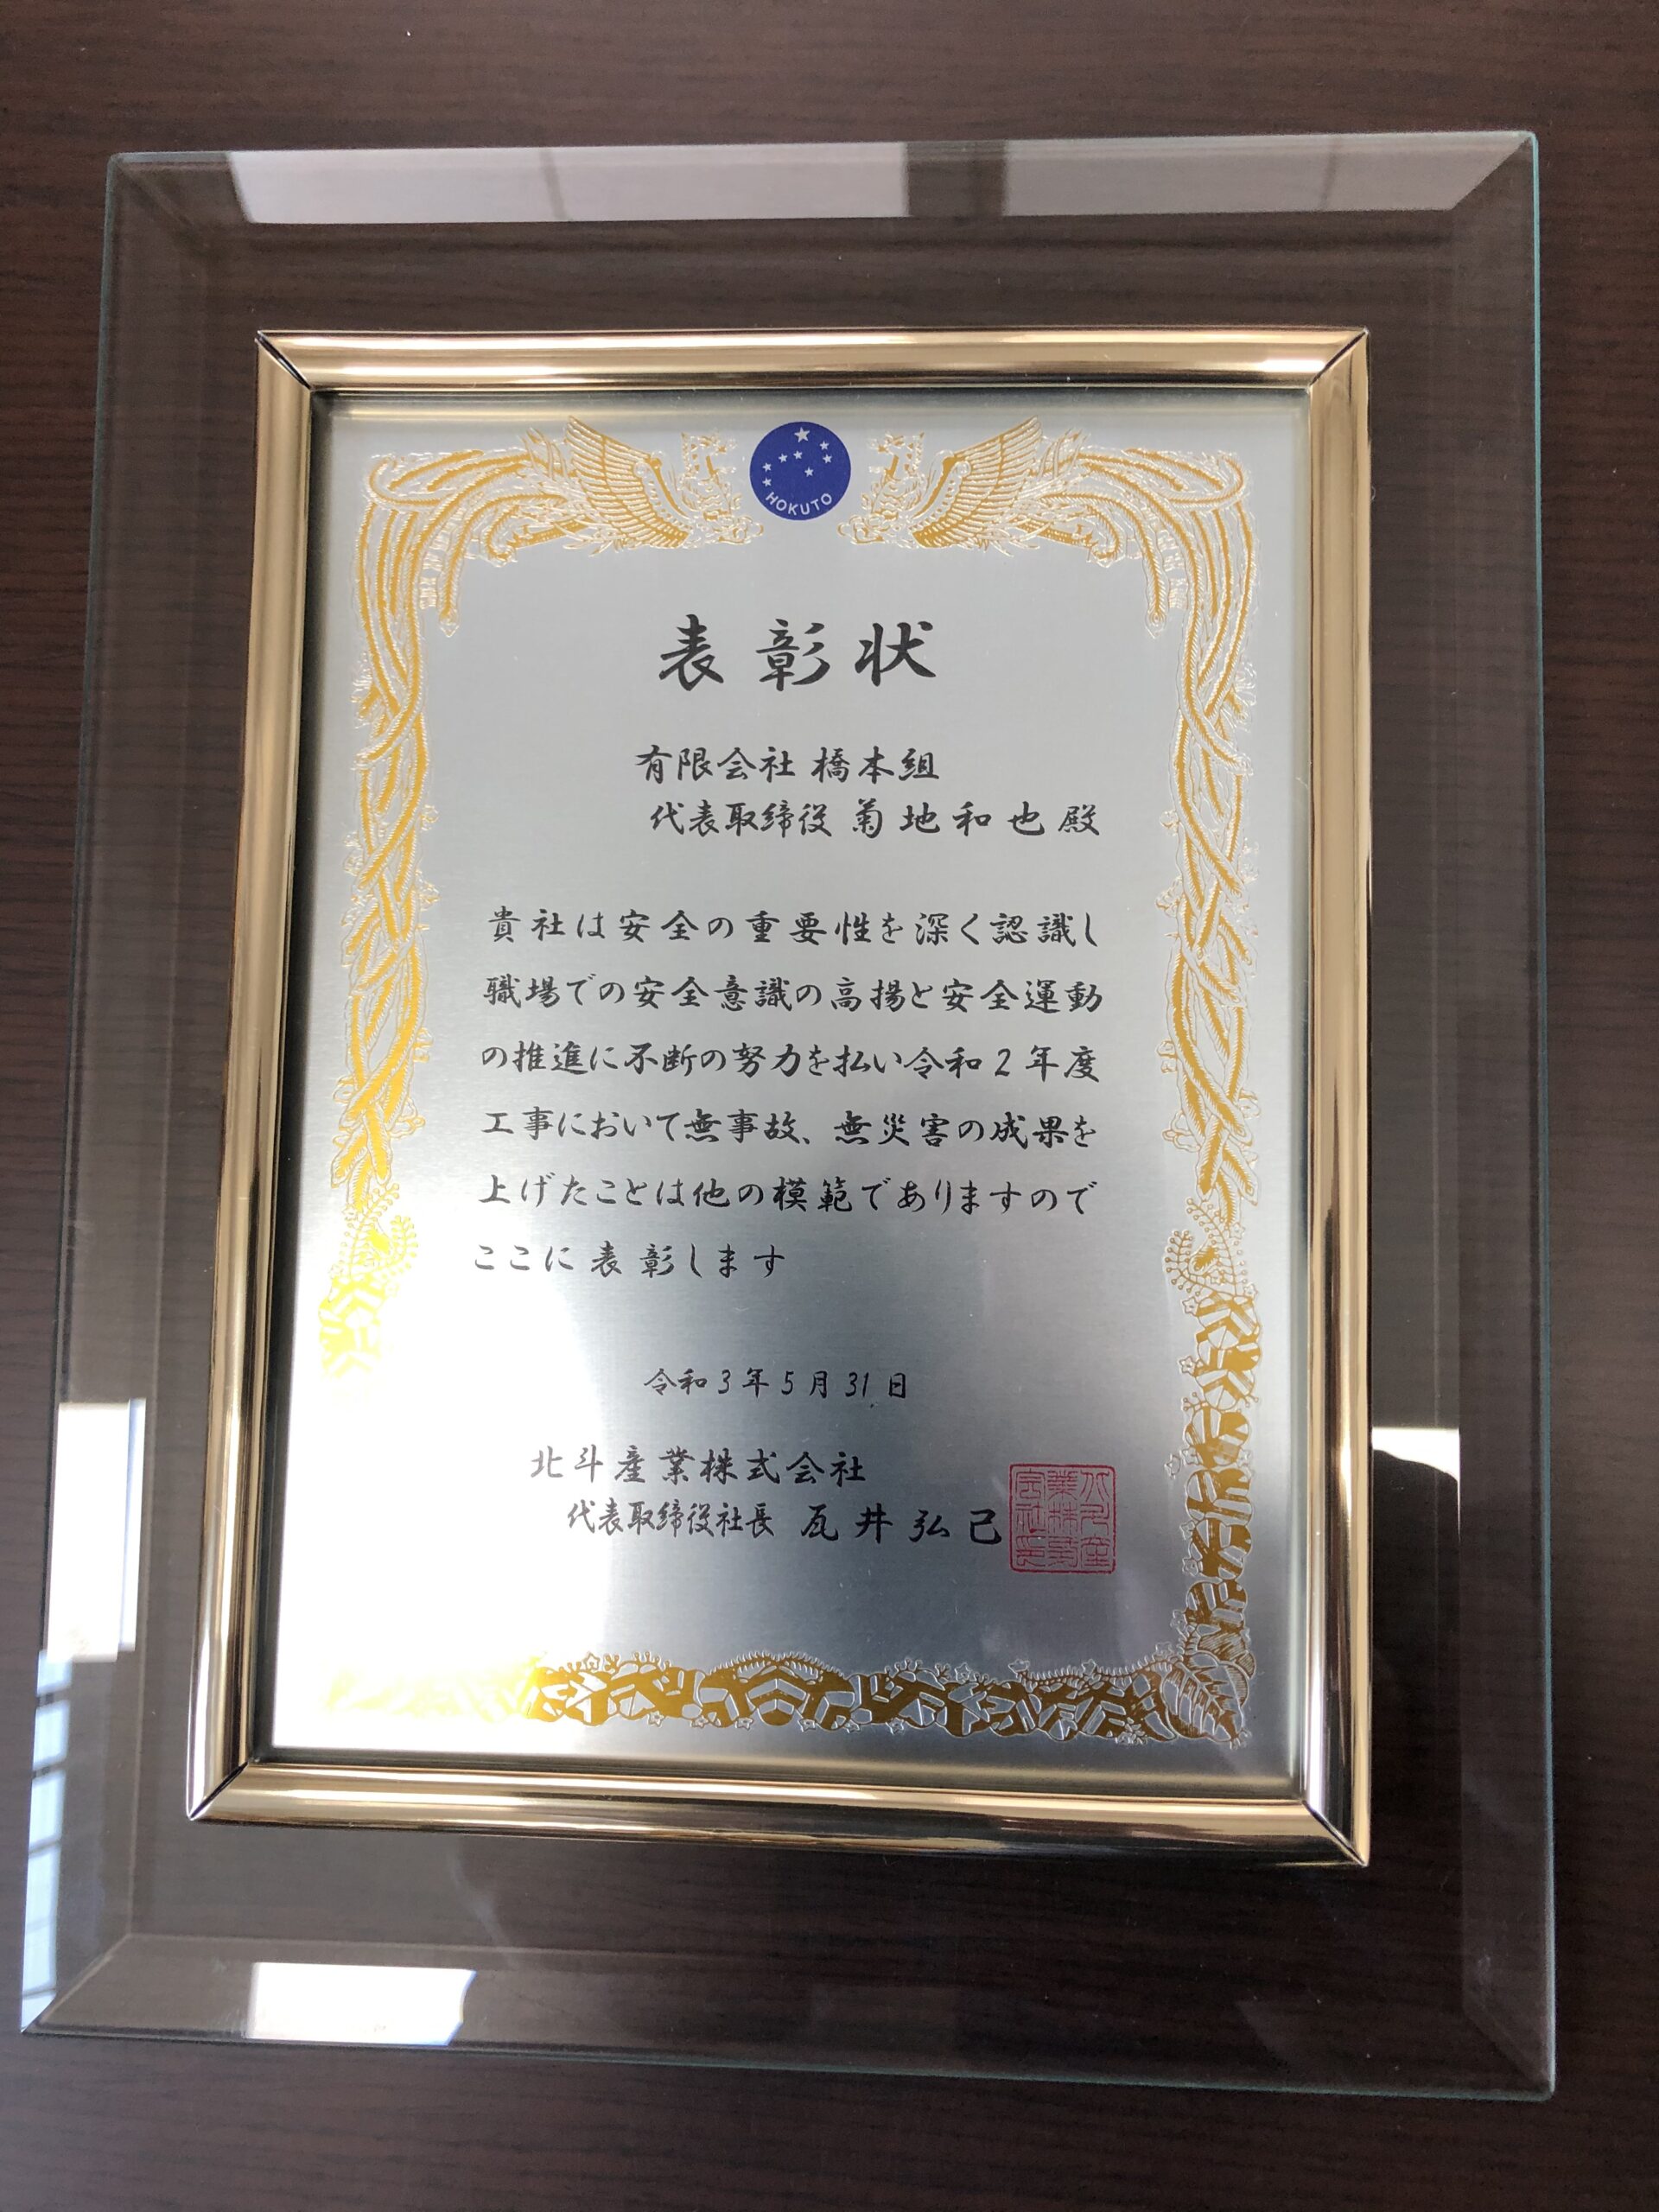 HOKUTO
表彰状
有限会社 橋本組
代表取締役 菊地和也 殿
貴社は安全の重要性を深く認識し
職場での安全意識の高揚と安全運動
の推進に不断の努力を払い令和2年度
工事において無事故、無災害の成果を
上げたことは他の模範でありますので
ここに表彰します
令和3年5月31日
北斗産業株式会社
代表取締役社長 瓦井弘己